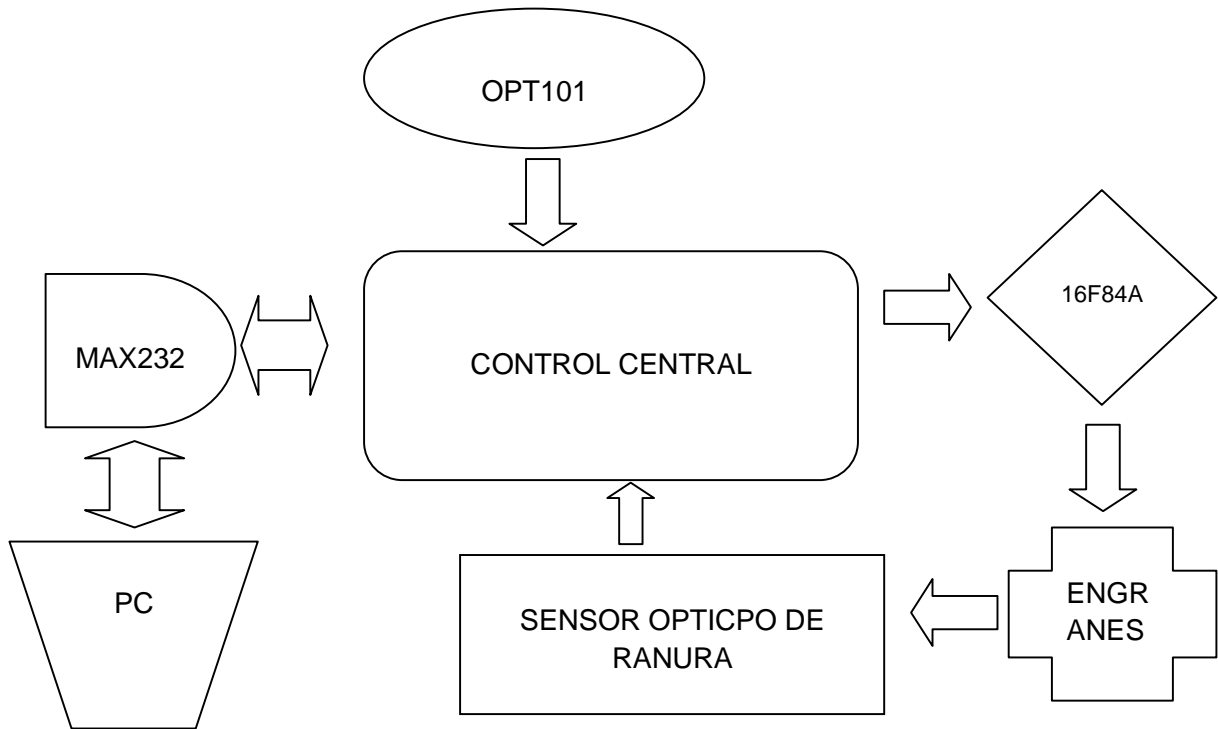 OPT101
16F84A
MAX232
CONTROL CENTRAL
PC
SENSOR OPTICPO DE
RANURA
ENGR
ANES